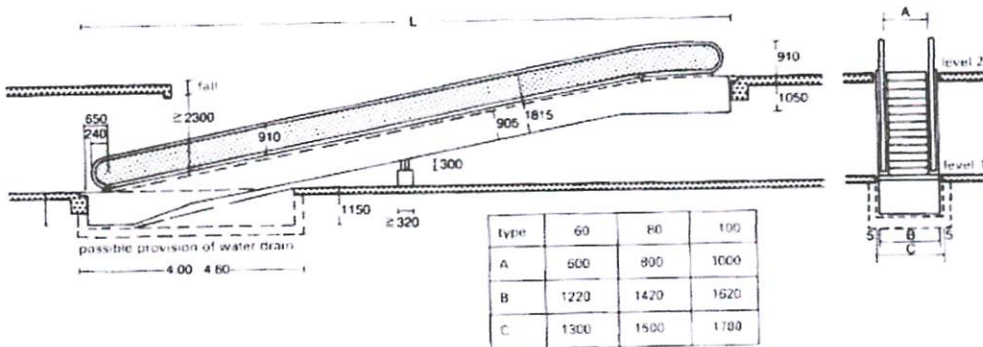 L
A
910
level 2
fall
1050
650
240
≥2300
910
905
1815
300
level 1
1150
≥320
possible provision of water drain
4.00 4.60
5 B 5
C
type 60 80 100
A 600 800 1000
B 1220 1420 1620
C 1300 1500 1700